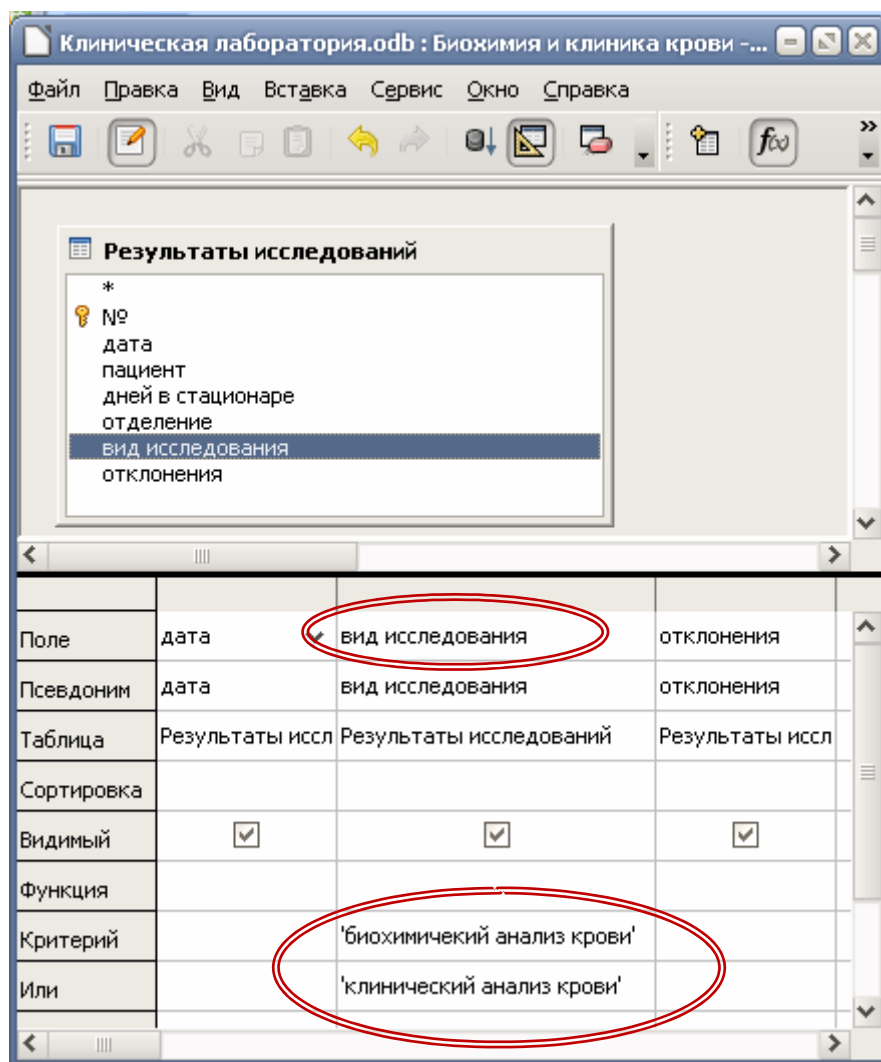 Клиническая лаборатория.odb : Биохимия и клиника крови -...
Файл Правка Вид Вставка Сервис Окно Справка
f(x)
Результаты исследований
*
№
дата
пациент
дней в стационаре
отделение
вид исследования
отклонения
Поле дата вид исследования отклонения
Псевдоним дата вид исследования отклонения
Таблица Результаты иссл Результаты исследований Результаты иссл
Сортировка
Видимый
Функция
Критерий 'биохимичекий анализ крови'
Или 'клинический анализ крови'